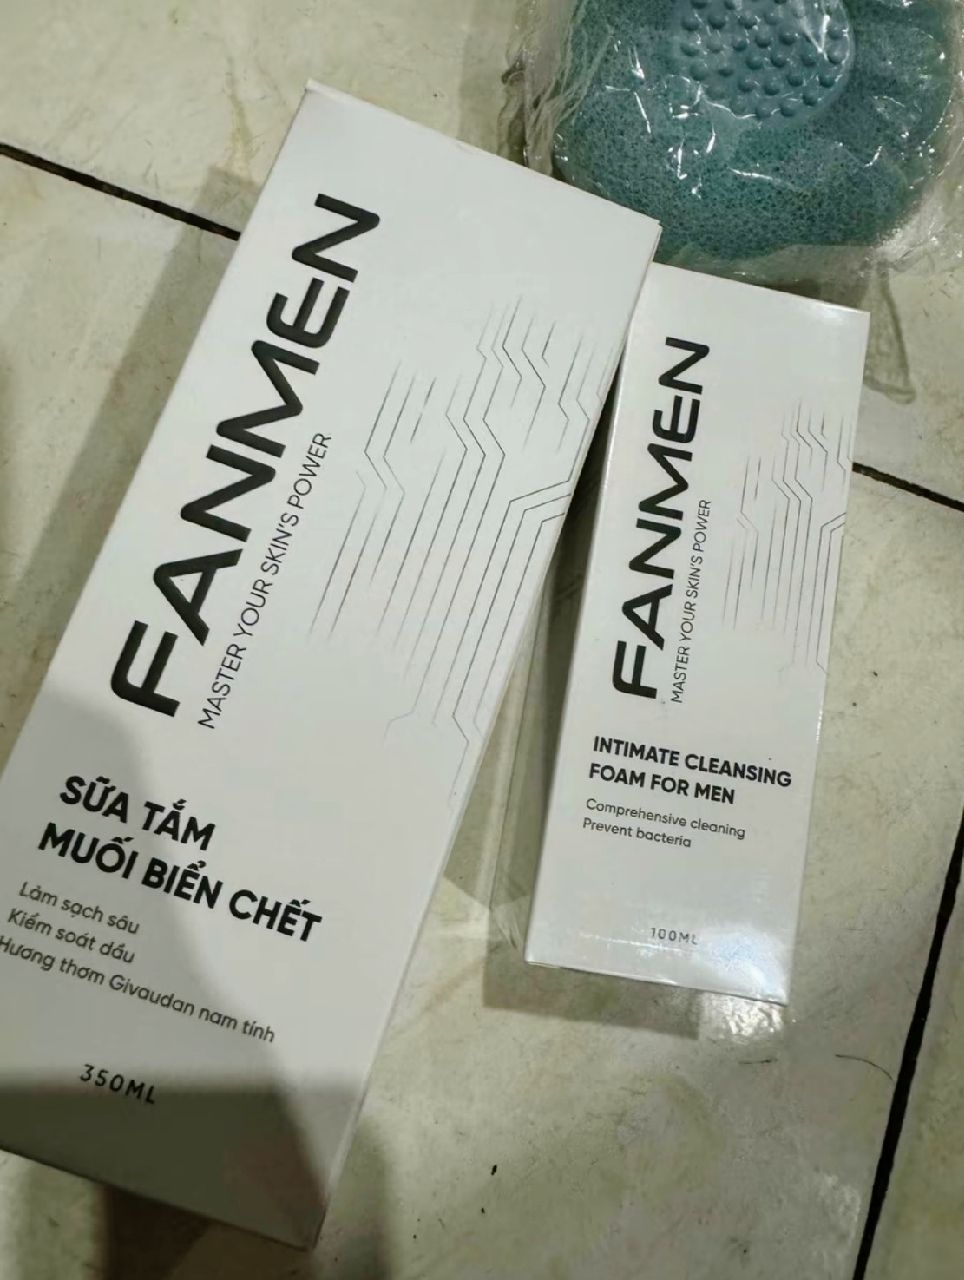 FANMEN
MASTER YOUR SKIN'S POWER
SỮA TẮM
MUỐI BIỂN CHẾT
Làm sạch sâu
Kiểm soát dầu
Hương thơm Givaudan nam tính
350ML
FANMEN
MASTER YOUR SKIN'S POWER
INTIMATE CLEANSING
FOAM FOR MEN
Comprehensive cleaning
Prevent bacteria
100ML